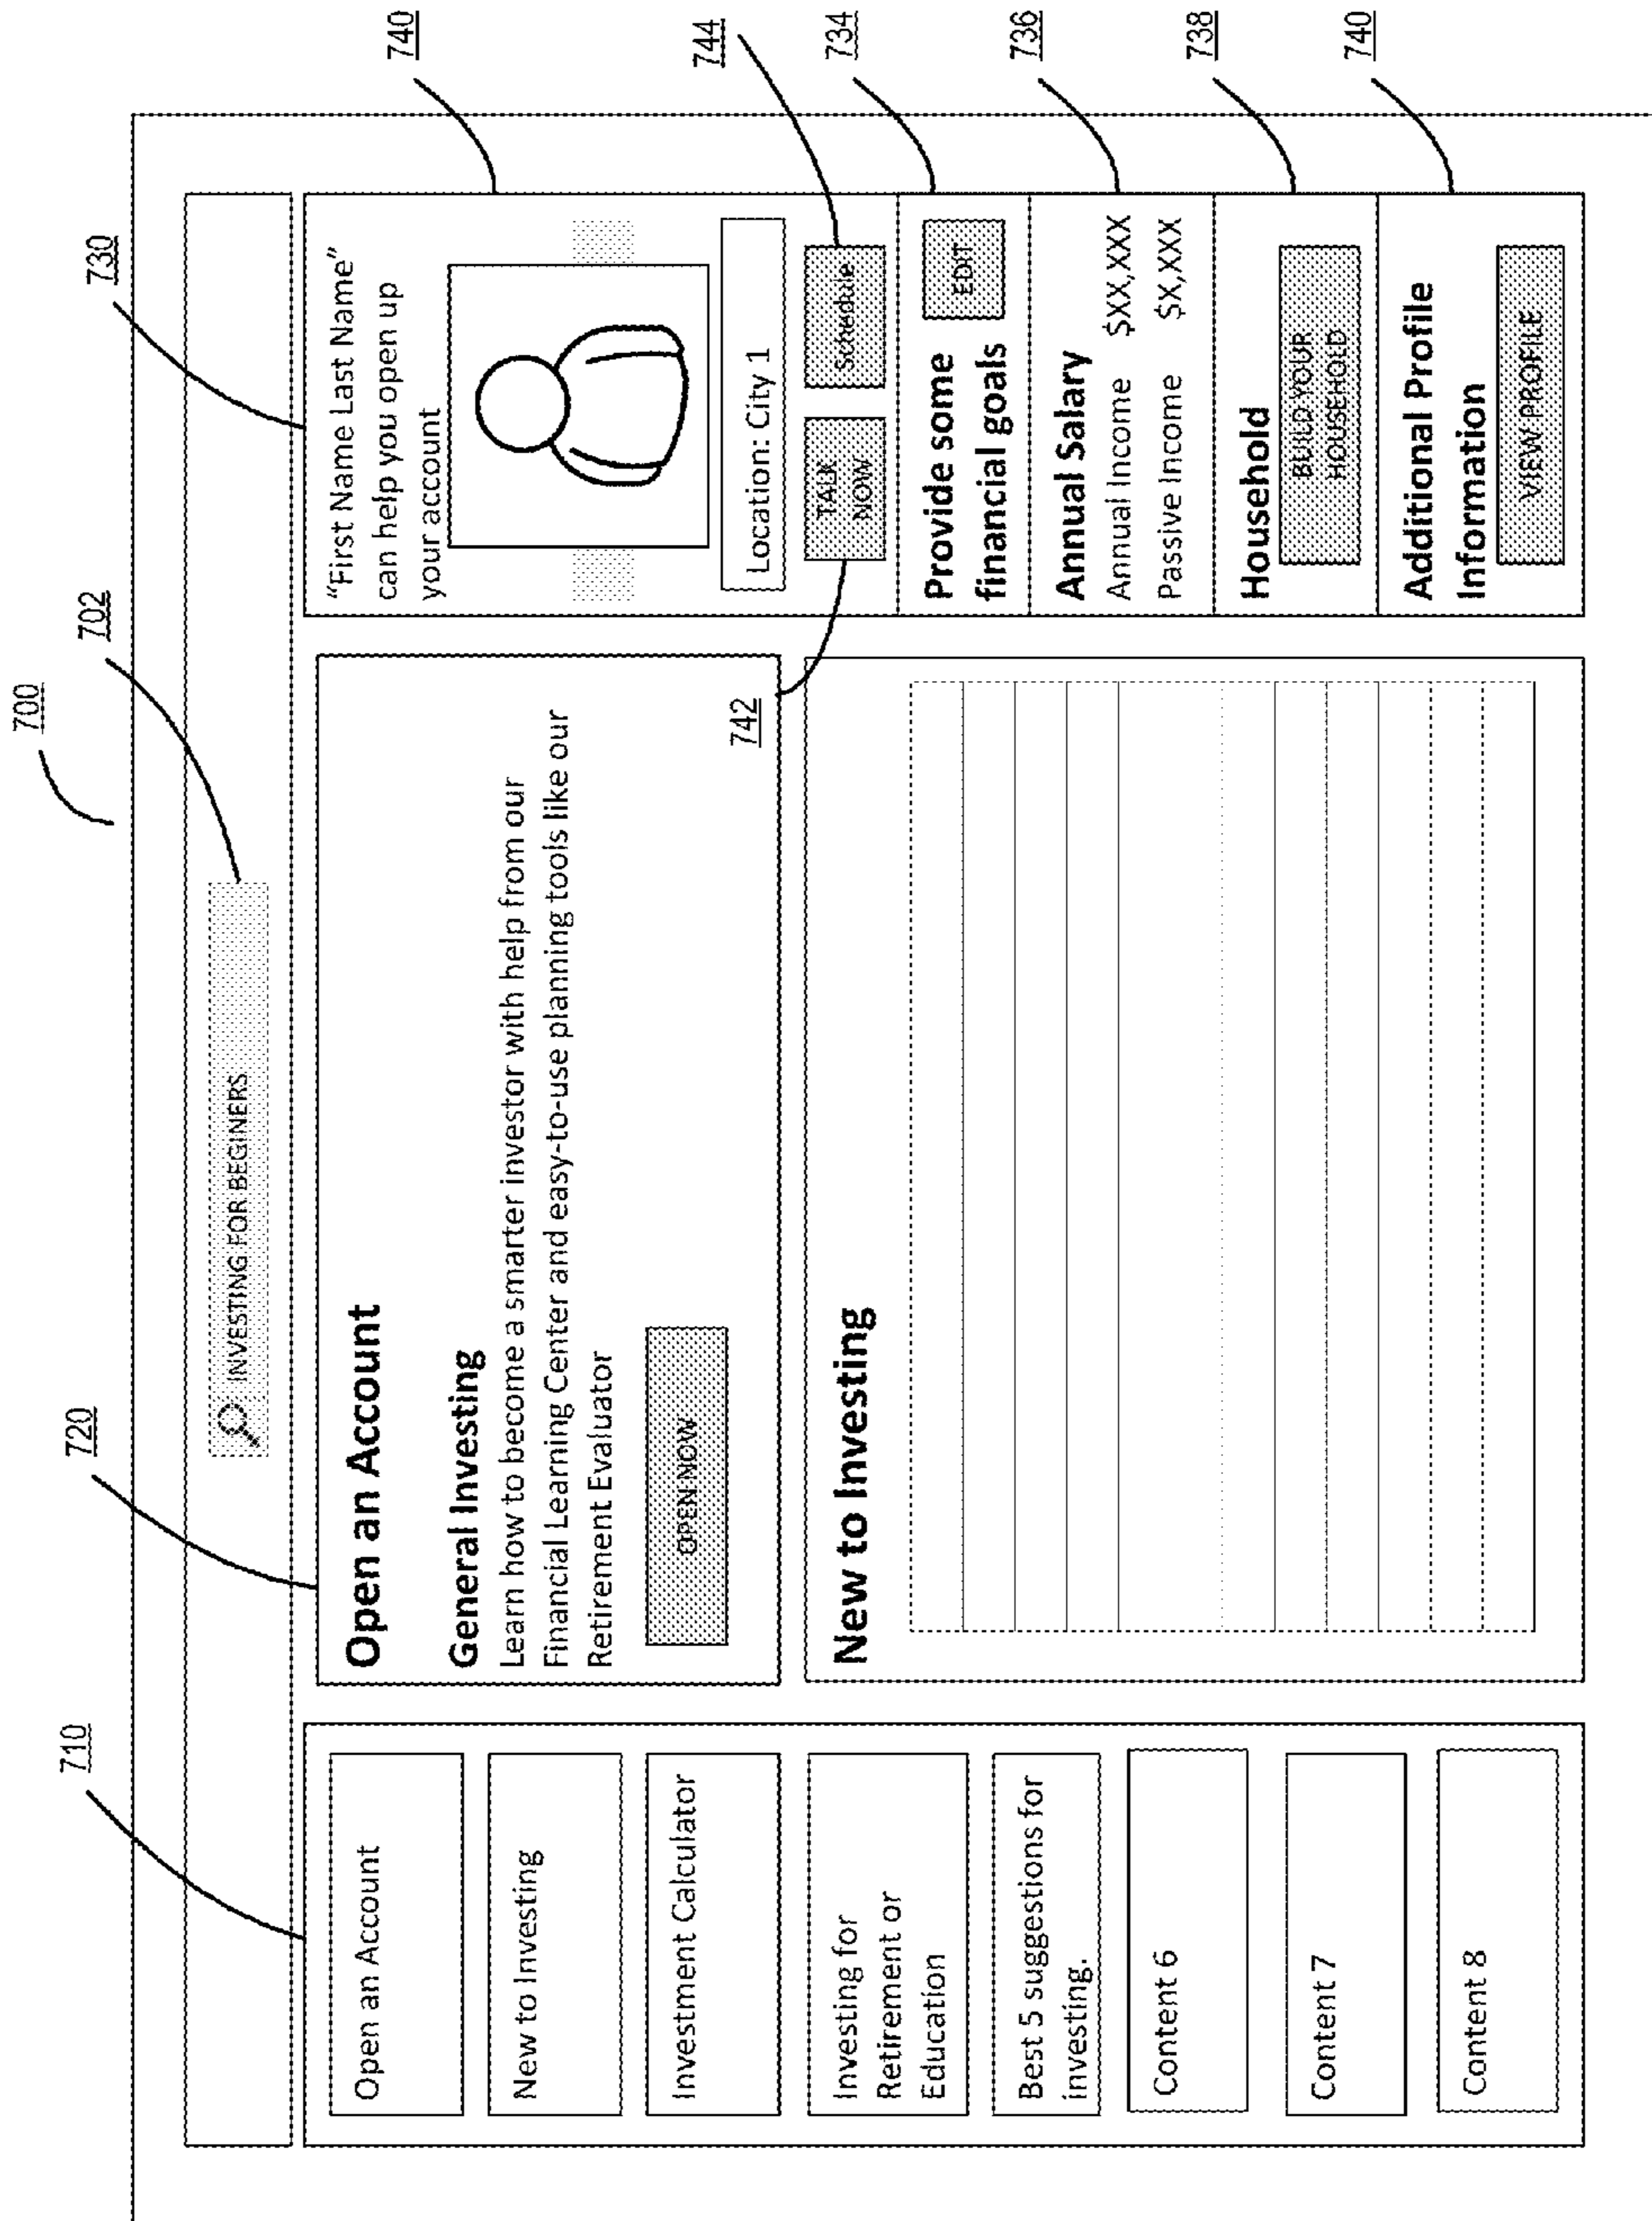 700
702
INVESTING FOR BEGINERS
710
Open an Account
New to Investing
Investment Calculator
Investing for
Retirement or
Education
Best 5 suggestions for
investing.
Content 6
Content 7
Content 8
720
Open an Account
General Investing
Learn how to become a smarter investor with help from our
Financial Learning Center and easy-to-use planning tools like our
Retirement Evaluator
OPEN NOW
742
New to Investing
730
"First Name Last Name"
can help you open up
your account
740
Location: City 1
TALK
NOW
Schedule
744
Provide some
financial goals
EDIT
734
Annual Salary
Annual Income $XX,XXX
Passive Income $X,XXX
736
Household
BUILD YOUR
HOUSEHOLD
738
Additional Profile
Information
VIEW PROFILE
740